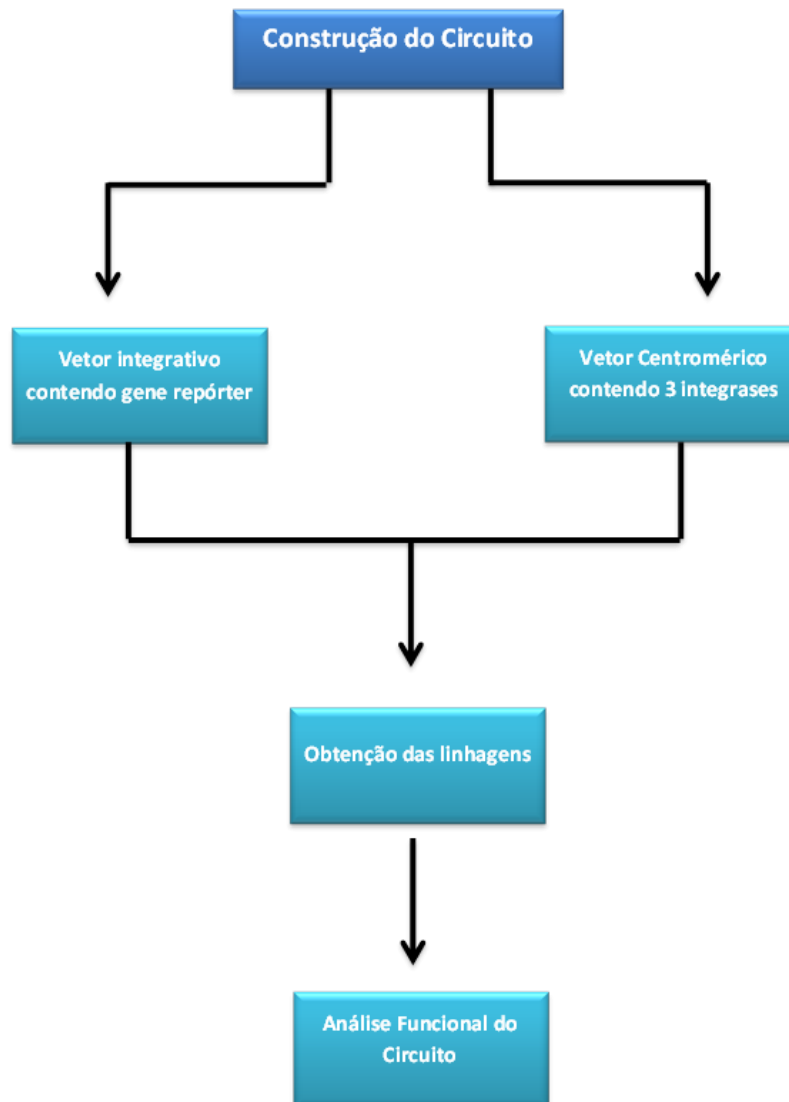 Construção do Circuito
Vetor integrativo
contendo gene repórter
Vetor Centromérico
contendo 3 integrases
Obtenção das linhagens
Análise Funcional do
Circuito